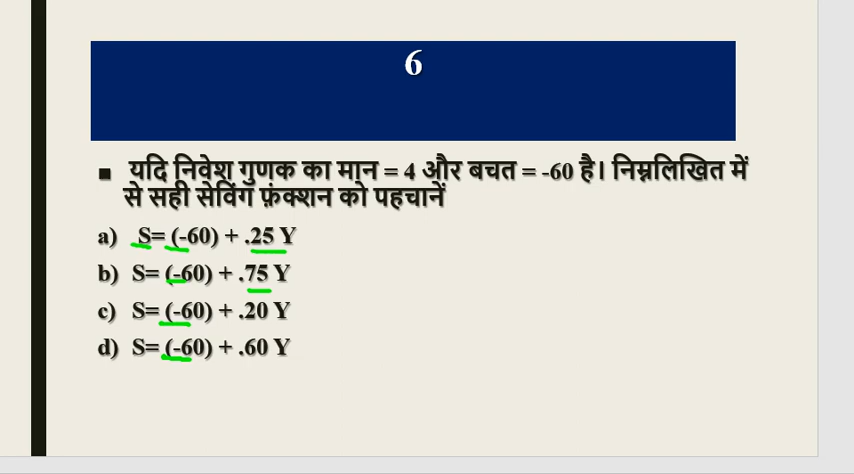 6
▪ यदि निवेश गुणक का मान = 4 और बचत = -60 है। निम्नलिखित में
से सही सेविंग फ़ंक्शन को पहचानें
a) S= (-60) + .25 Y
b) S= (-60) + .75 Y
c) S= (-60) + .20 Y
d) S= (-60) + .60 Y